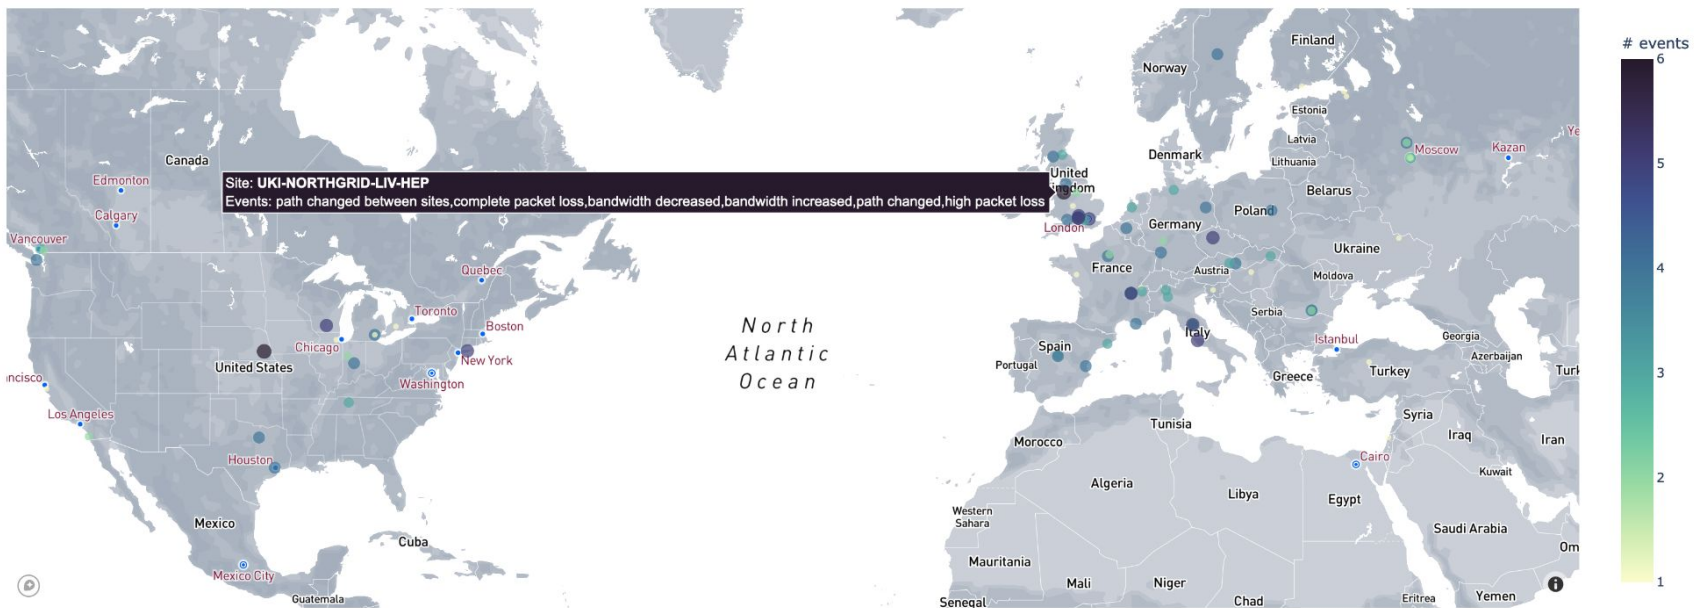 # events
6
Finland
Norway
Estonia
Latvia
Moscow
Kazan
Ye
Canada
Denmark
Lithuania
United
Kingdom
Site: UKI-NORTHGRID-LIV-HEP
Events: path changed between sites,complete packet loss,bandwidth decreased,bandwidth increased,path changed,high packet loss
5
Edmonton
Belarus
Calgary
Poland
London
Germany
Vancouver
Ukraine
4
France
Austria
Quebec
Moldova
Toronto
Serbia
North
Atlantic
Ocean
Boston
Italy
Istanbul
Georgia
Chicago
Spain
Azerbaijan
New York
United States
Portugal
Greece
Turkey
Turk
3
ncisco
Washington
Los Angeles
Syria
Tunisia
Iraq
Iran
Morocco
Houston
Cairo
Kuwait
2
Algeria
Libya
Egypt
Western
Sahara
Mexico
Saudi Arabia
Cuba
Om
Mauritania
Mexico City
Mali
Niger
1
Guatemala
Senegal
Chad
Eritrea
Yemen